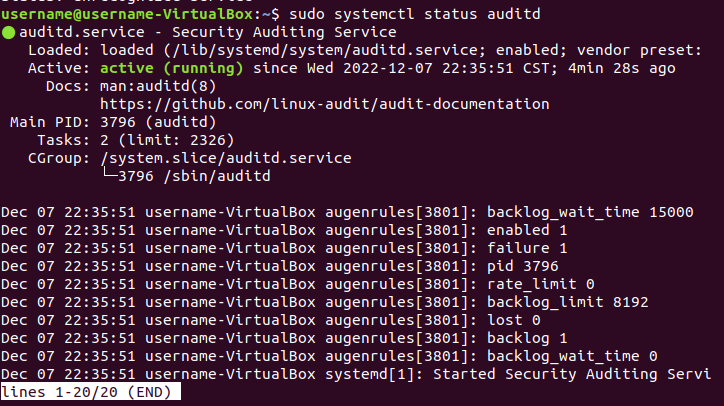 username@username-VirtualBox:~$ sudo systemctl status auditd
● auditd.service - Security Auditing Service
   Loaded: loaded (/lib/systemd/system/auditd.service; enabled; vendor preset:
   Active: active (running) since Wed 2022-12-07 22:35:51 CST; 4min 28s ago
     Docs: man:auditd(8)
           https://github.com/linux-audit/audit-documentation
 Main PID: 3796 (auditd)
    Tasks: 2 (limit: 2326)
   CGroup: /system.slice/auditd.service
           └─3796 /sbin/auditd
Dec 07 22:35:51 username-VirtualBox augenrules[3801]: backlog_wait_time 15000
Dec 07 22:35:51 username-VirtualBox augenrules[3801]: enabled 1
Dec 07 22:35:51 username-VirtualBox augenrules[3801]: failure 1
Dec 07 22:35:51 username-VirtualBox augenrules[3801]: pid 3796
Dec 07 22:35:51 username-VirtualBox augenrules[3801]: rate_limit 0
Dec 07 22:35:51 username-VirtualBox augenrules[3801]: backlog_limit 8192
Dec 07 22:35:51 username-VirtualBox augenrules[3801]: lost 0
Dec 07 22:35:51 username-VirtualBox augenrules[3801]: backlog 1
Dec 07 22:35:51 username-VirtualBox augenrules[3801]: backlog_wait_time 0
Dec 07 22:35:51 username-VirtualBox systemd[1]: Started Security Auditing Servi
lines 1-20/20 (END)